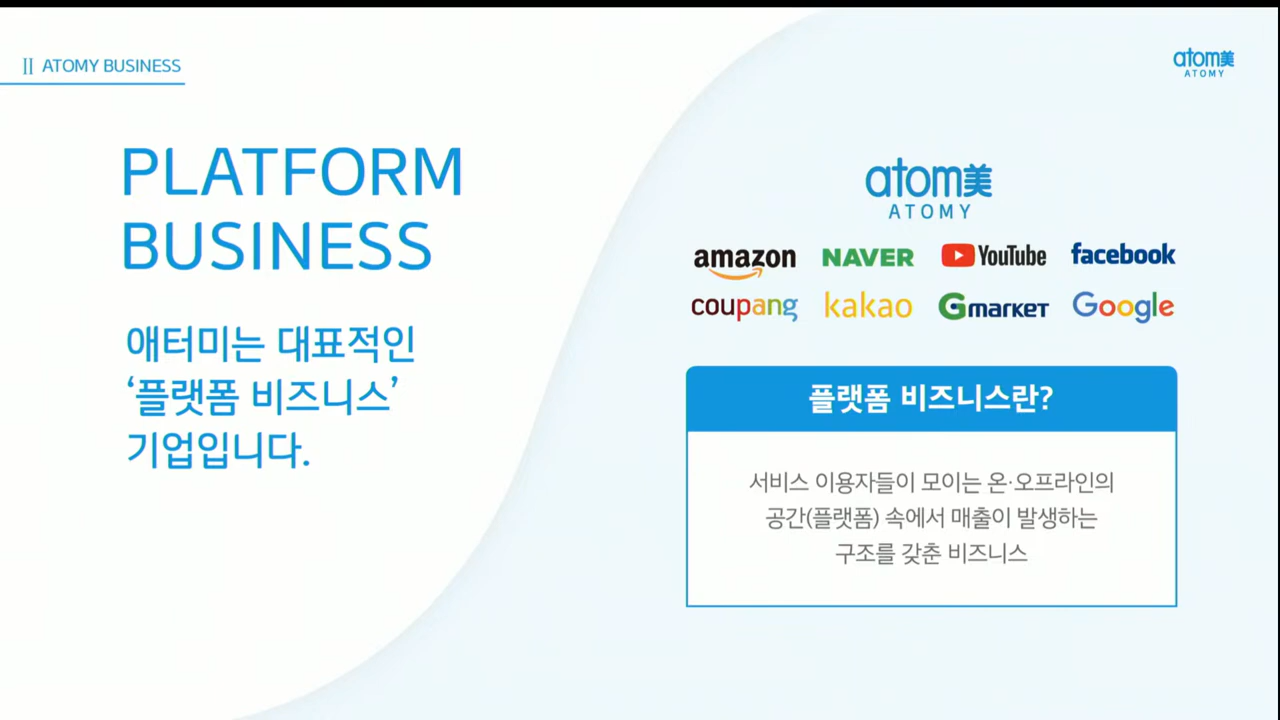 II ATOMY BUSINESS
atom美
ATOMY
PLATFORM
BUSINESS
애터미는 대표적인
‘플랫폼 비즈니스’
기업입니다.
atom美
ATOMY
amazon NAVER YouTube facebook
coupang kakao Gmarket Google
플랫폼 비즈니스란?
서비스 이용자들이 모이는 온·오프라인의
공간(플랫폼) 속에서 매출이 발생하는
구조를 갖춘 비즈니스